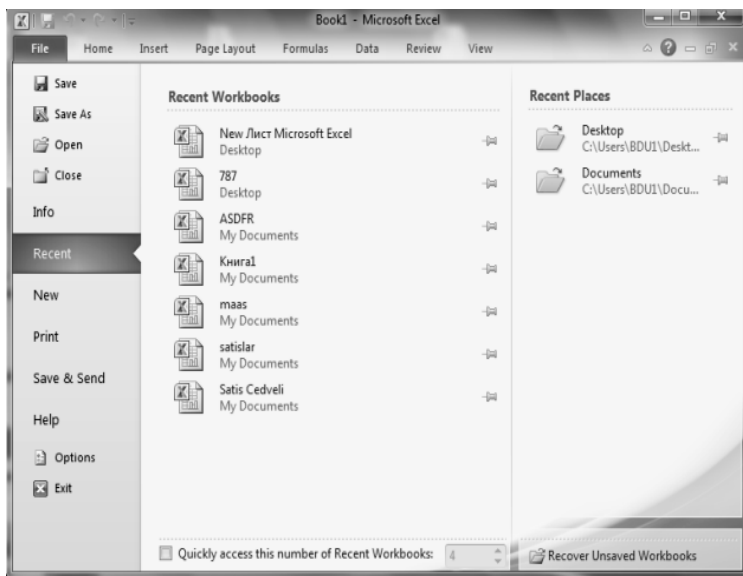 Book1 - Microsoft Excel
File Home Insert Page Layout Formulas Data Review View
Save
Save As
Open
Close
Info
Recent
New
Print
Save & Send
Help
Options
Exit
Recent Workbooks
New Лист Microsoft Excel
Desktop
787
Desktop
ASDFR
My Documents
Книга1
My Documents
maas
My Documents
satislar
My Documents
Satis Cedveli
My Documents
Quickly access this number of Recent Workbooks: 4
Recent Places
Desktop
C:\Users\BDU1\Deskt...
Documents
C:\Users\BDU1\Docu...
Recover Unsaved Workbooks